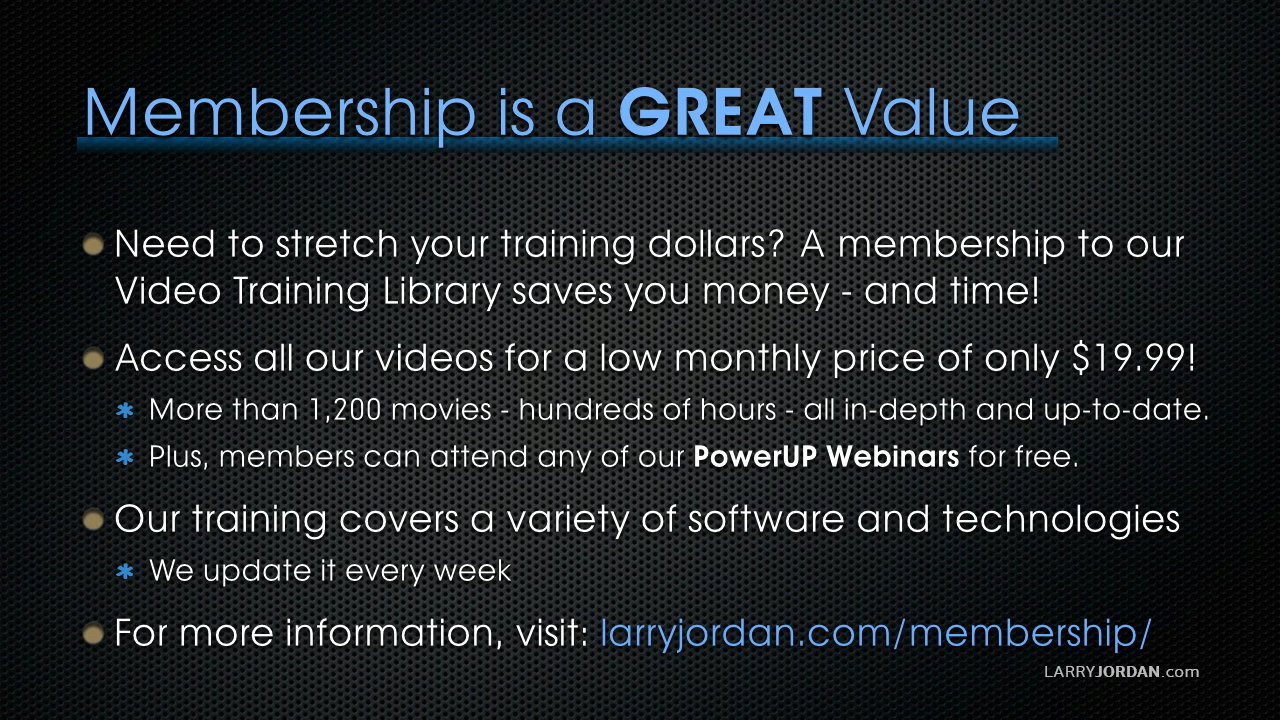 Membership is a GREAT Value
Need to stretch your training dollars? A membership to our
Video Training Library saves you money - and time!
Access all our videos for a low monthly price of only $19.99!
More than 1,200 movies - hundreds of hours - all in-depth and up-to-date.
Plus, members can attend any of our PowerUP Webinars for free.
Our training covers a variety of software and technologies
We update it every week
For more information, visit: larryjordan.com/membership/
LARRYJORDAN.com